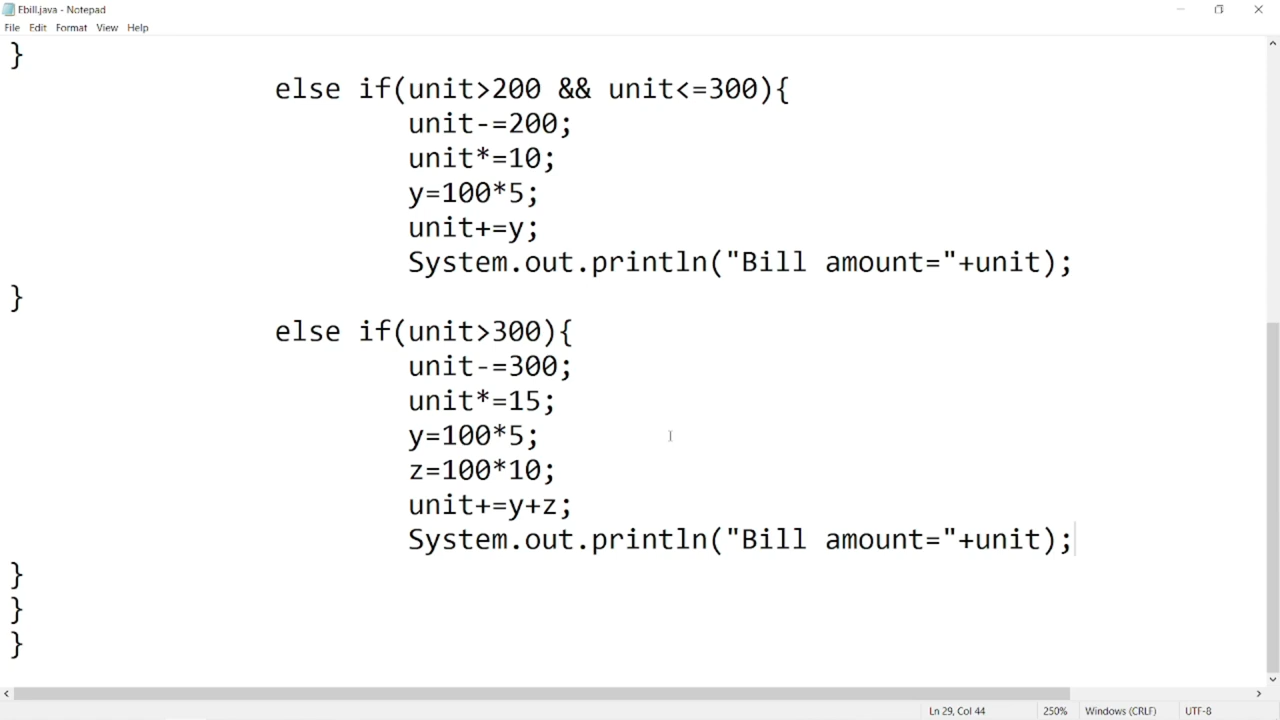 Ebill.java - Notepad
File Edit Format View Help
}
else if(unit>200 && unit<=300){
unit-=200;
unit*=10;
y=100*5;
unit+=y;
System.out.println("Bill amount="+unit);
}
else if(unit>300){
unit-=300;
unit*=15;
y=100*5;
z=100*10;
unit+=y+z;
System.out.println("Bill amount="+unit);
}
}
}
Ln 29, Col 44 250% Windows (CRLF) UTF-8